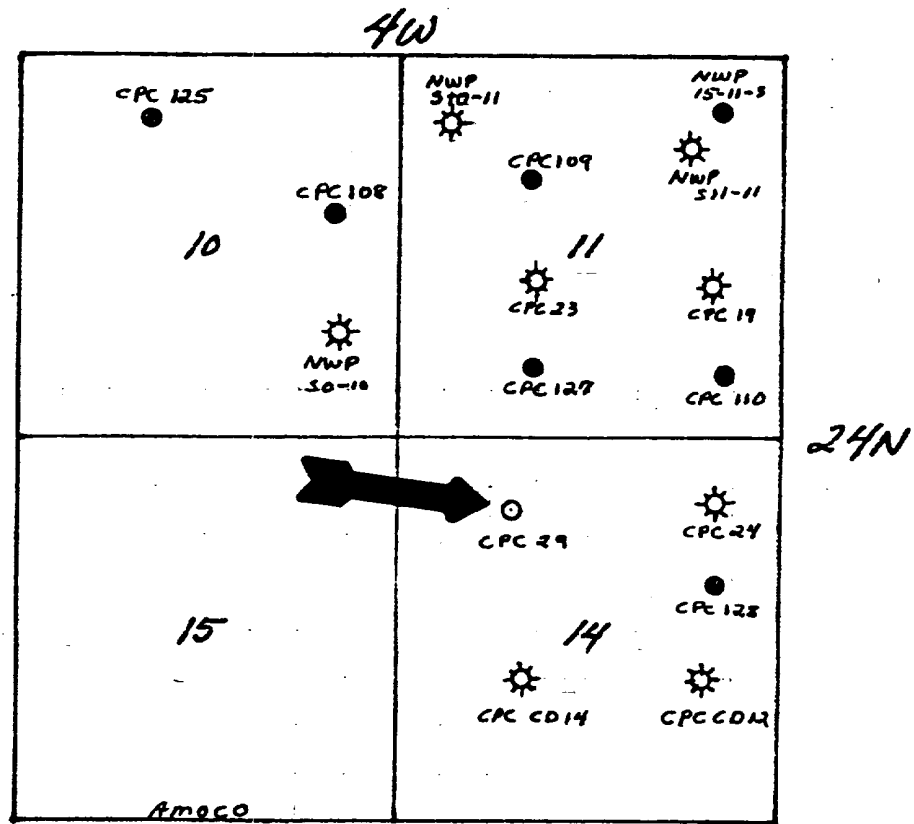 4W
CPC 125
NWP
NWP
15-11-3
CPC 109
NWP
S11-11
CPC 108
10
11
CPC 23
CPC 19
NWP
CPC 127
CPC 110
24N
CPC 29
CPC 24
CPC 128
15
14
CPC CD14
CPC CD12
AMOCO